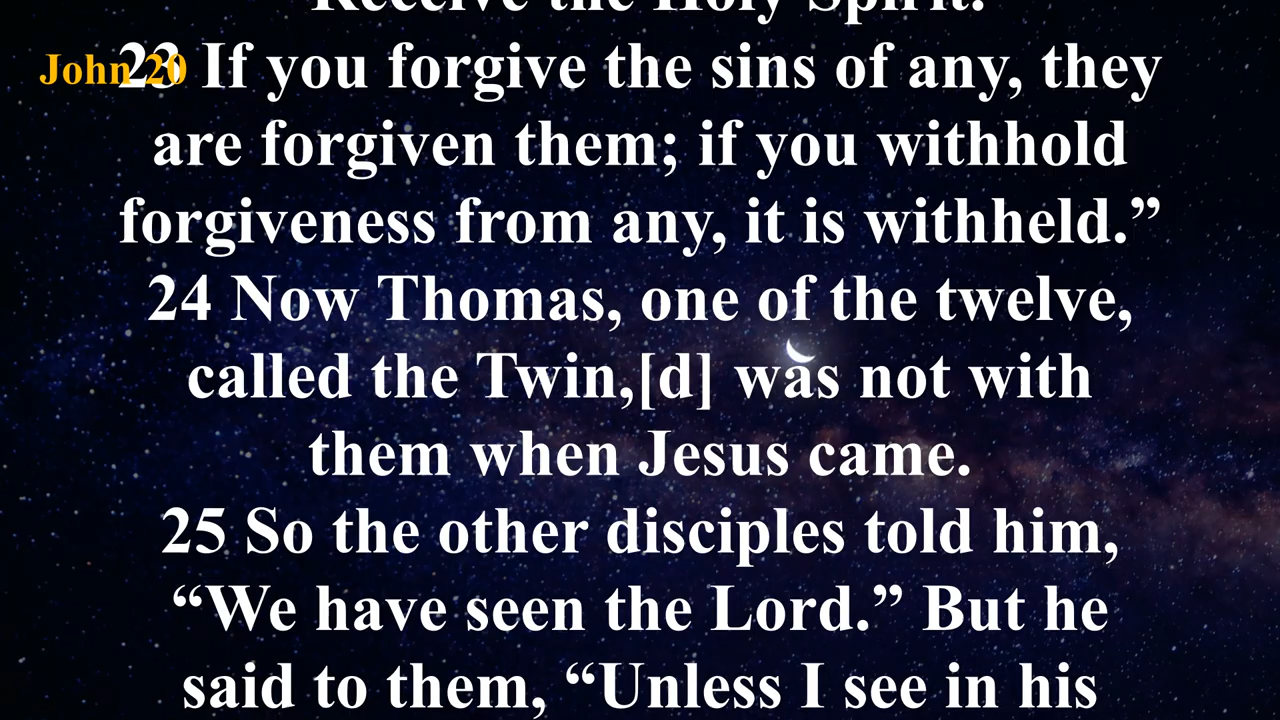 Receive the Holy Spirit.
John 20
23 If you forgive the sins of any, they
are forgiven them; if you withhold
forgiveness from any, it is withheld.”
24 Now Thomas, one of the twelve,
called the Twin,[d] was not with
them when Jesus came.
25 So the other disciples told him,
“We have seen the Lord.” But he
said to them, “Unless I see in his